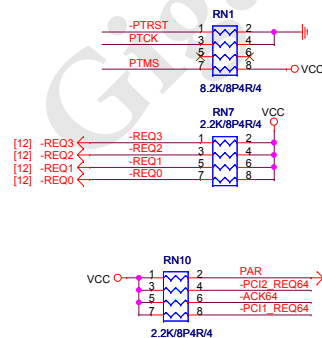 RN1
-PTRST 1 2
PTCK 3 4
5 6
PTMS 7 8 VCC
8.2K/8P4R/4
RN7 VCC
2.2K/8P4R/4
[12] -REQ3 -REQ3 1 2
[12] -REQ2 -REQ2 3 4
[12] -REQ1 -REQ1 5 6
[12] -REQ0 -REQ0 7 8
RN10
VCC 1 2 PAR
3 4 -PCI2_REQ64
5 6 -ACK64
7 8 -PCI1_REQ64
2.2K/8P4R/4
Gig